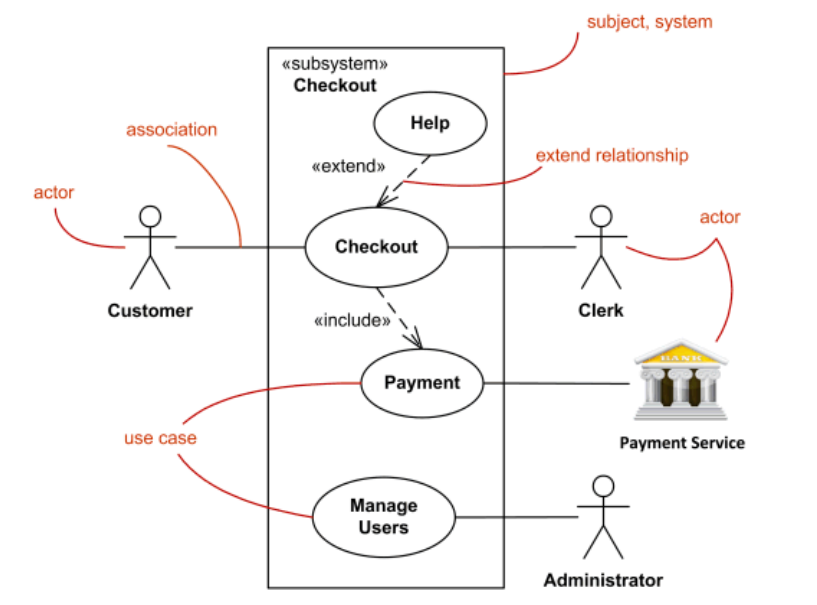 subject, system
«subsystem»
Checkout
Help
association
«extend»
extend relationship
actor
actor
Checkout
Customer
Clerk
«include»
BANK
Payment
use case
Payment Service
Manage
Users
Administrator